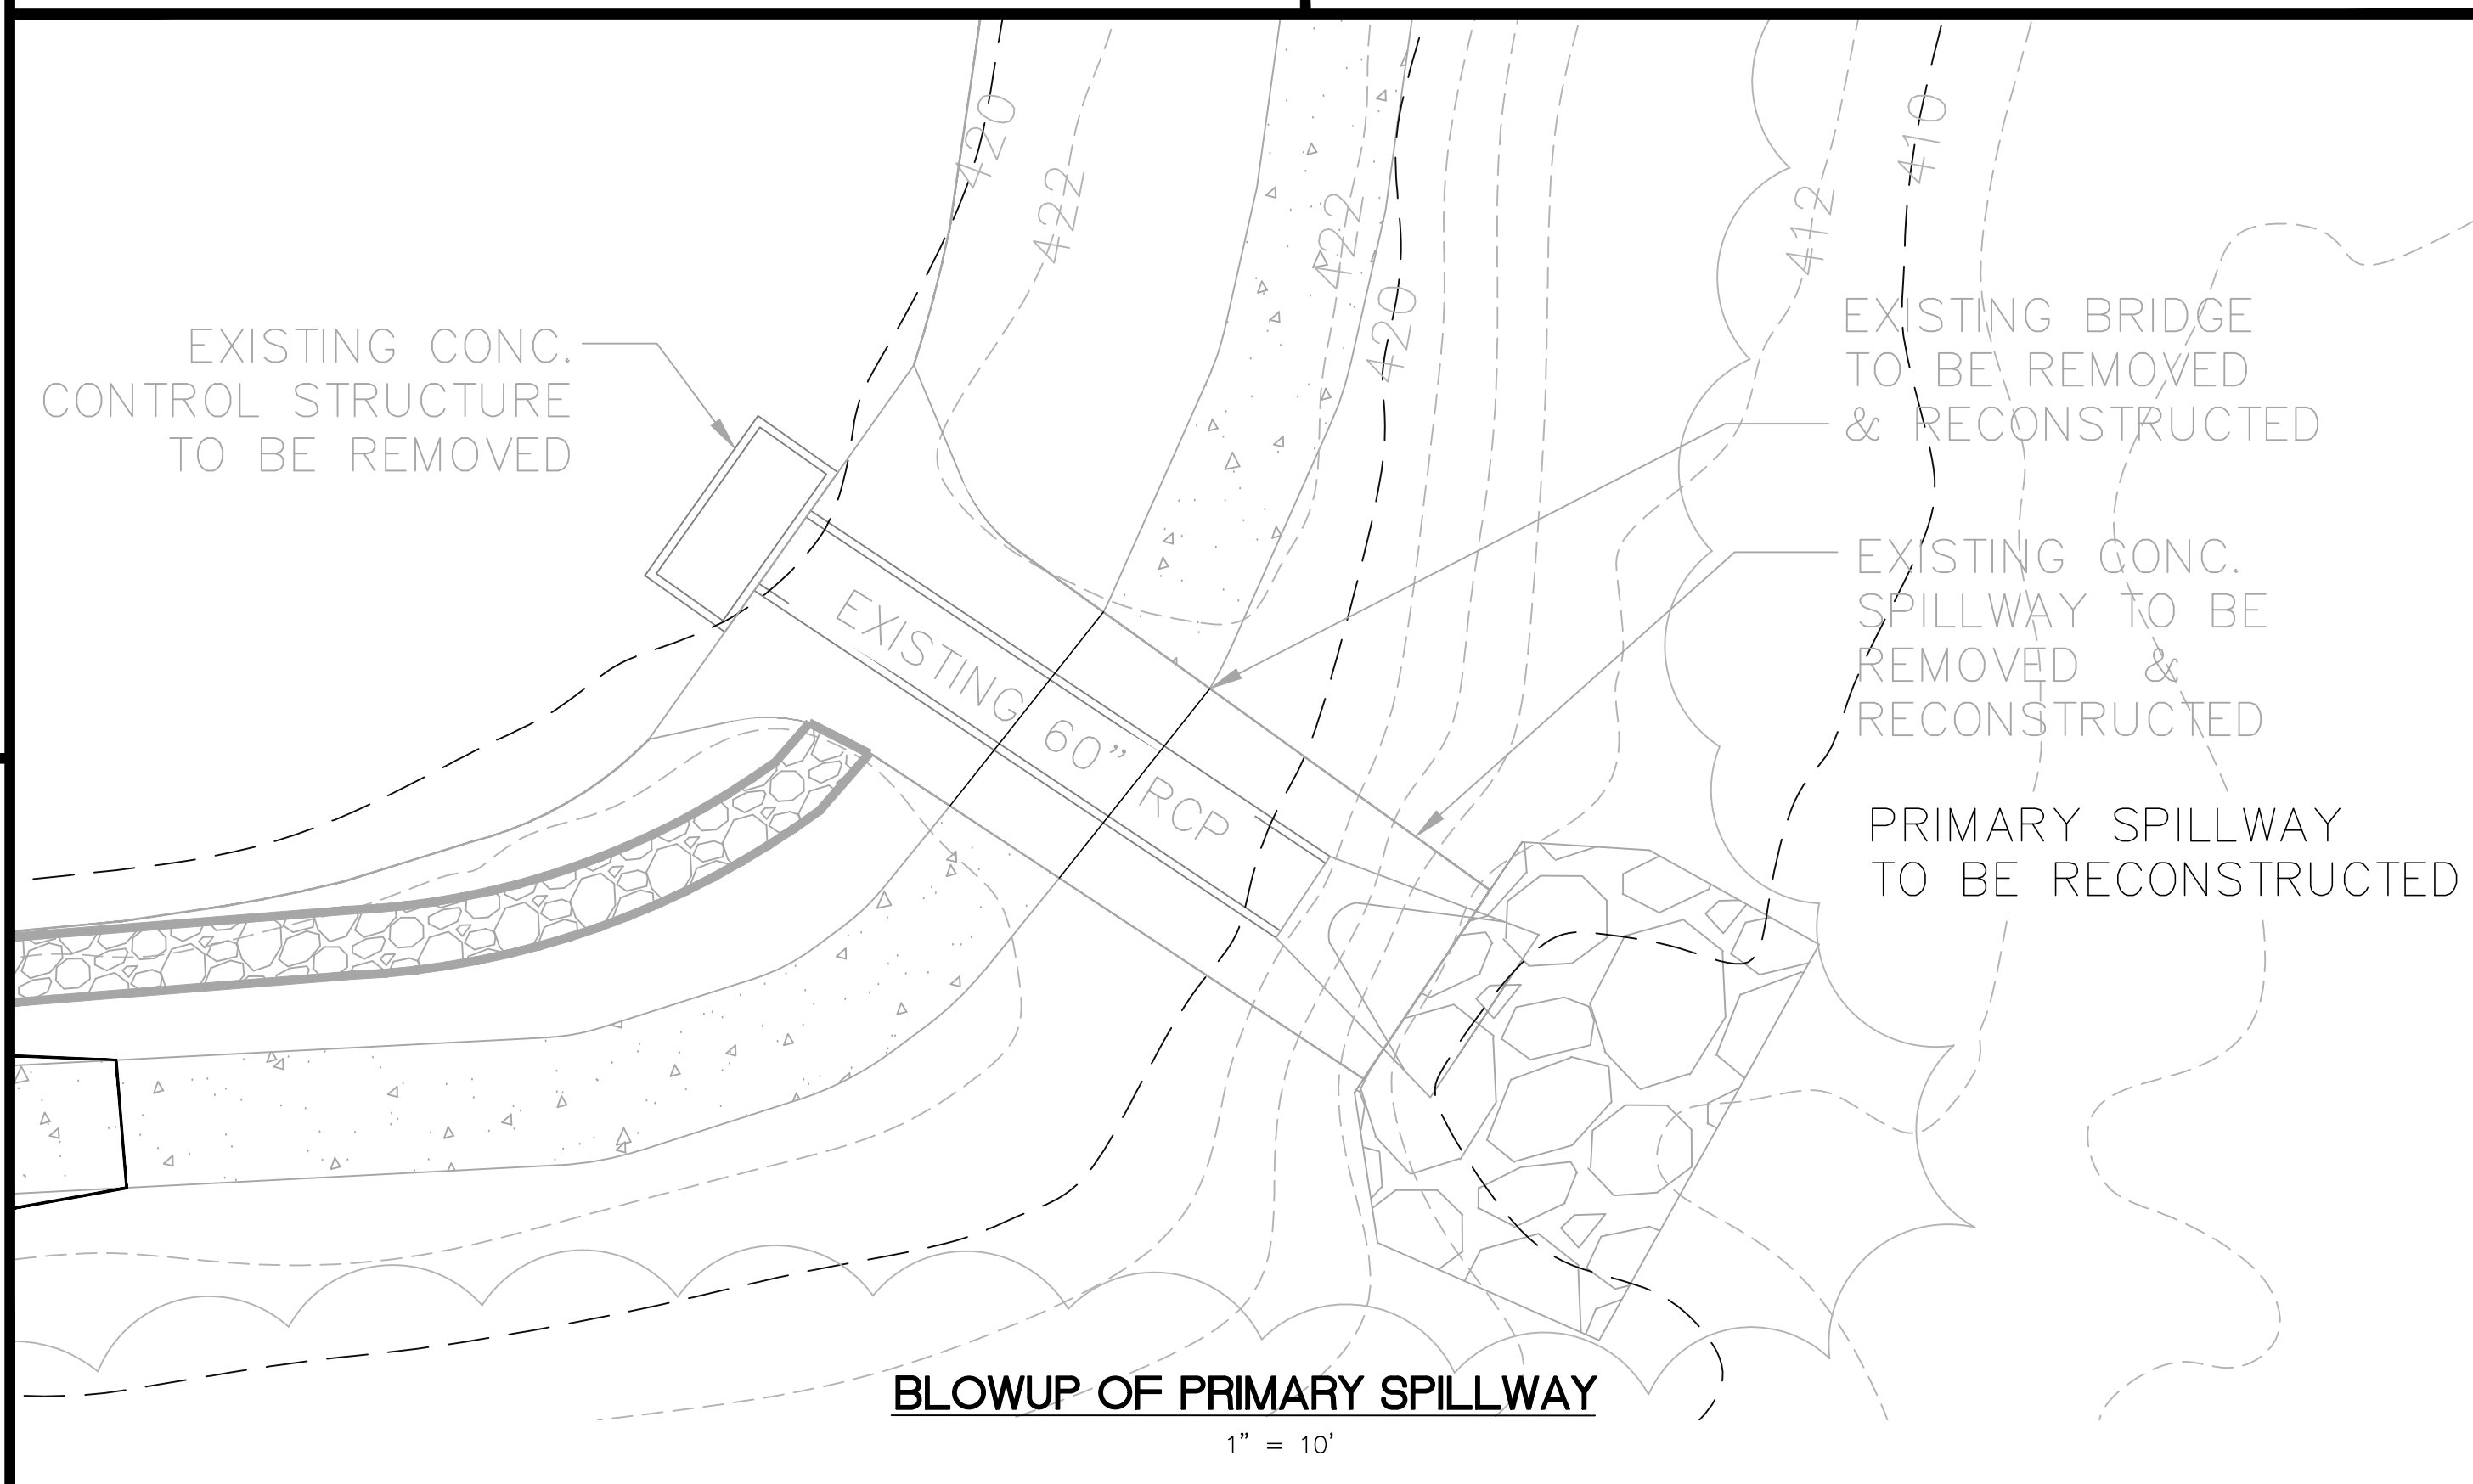 420
422
422
420
412
410
EXISTING CONC.
CONTROL STRUCTURE
TO BE REMOVED
EXISTING BRIDGE
TO BE REMOVED
& RECONSTRUCTED
EXISTING CONC.
SPILLWAY TO BE
REMOVED &
RECONSTRUCTED
EXISTING 60" RCP
PRIMARY SPILLWAY
TO BE RECONSTRUCTED
BLOWUP OF PRIMARY SPILLWAY
1" = 10'